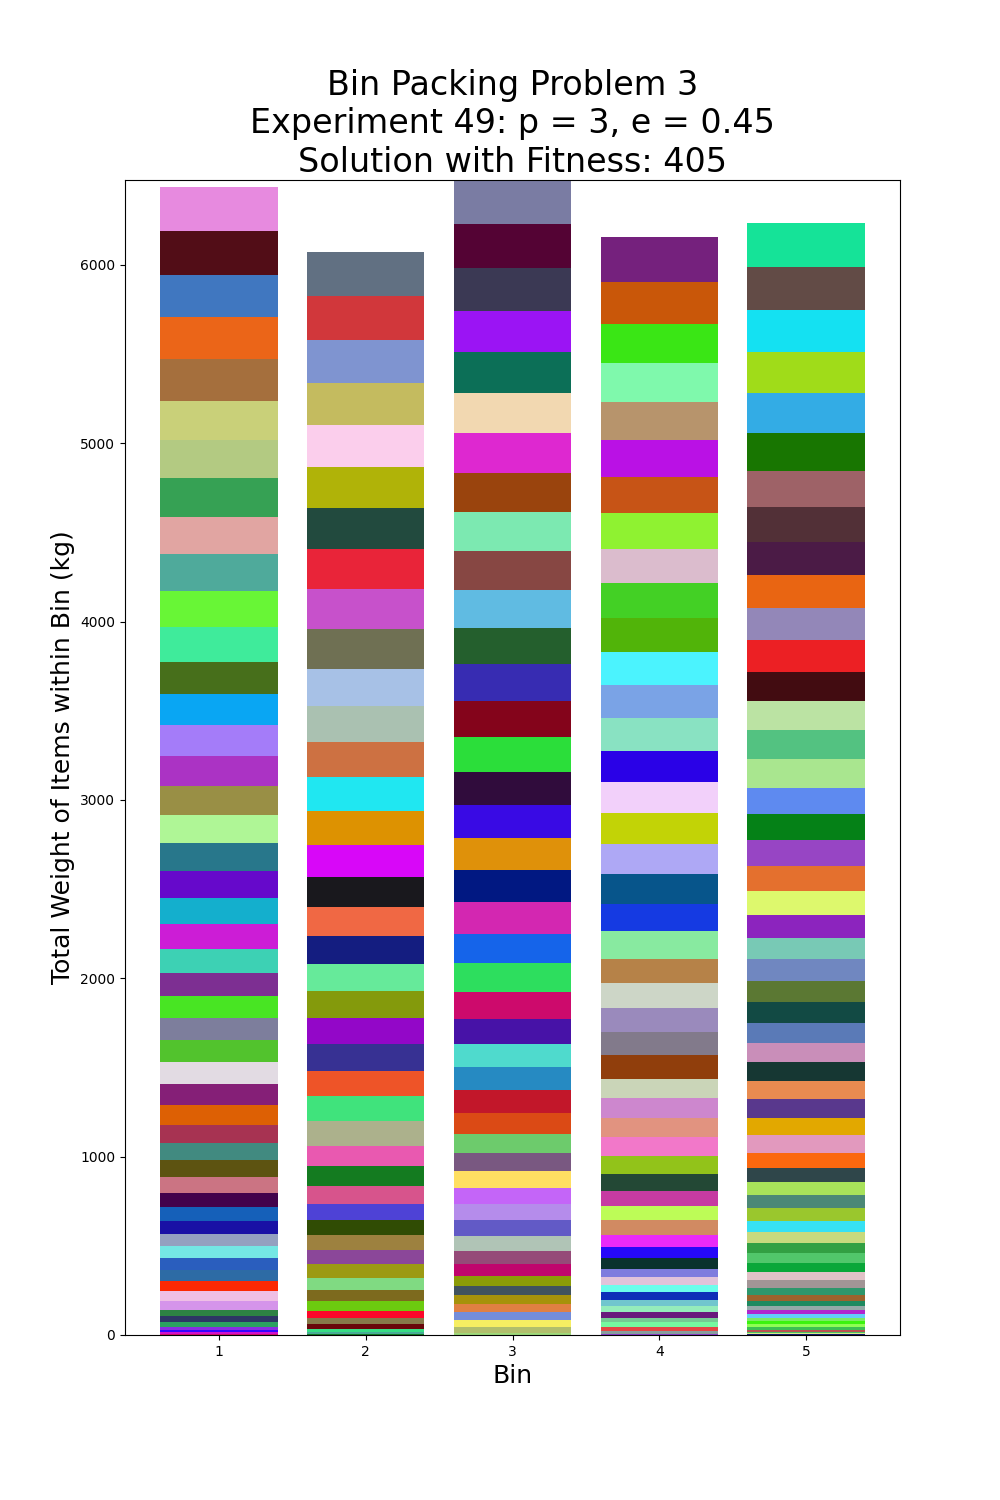 Bin Packing Problem 3
Experiment 49: p = 3, e = 0.45
Solution with Fitness: 405
Total Weight of Items within Bin (kg)
6000
5000
4000
3000
2000
1000
0
1 2 3 4 5
Bin